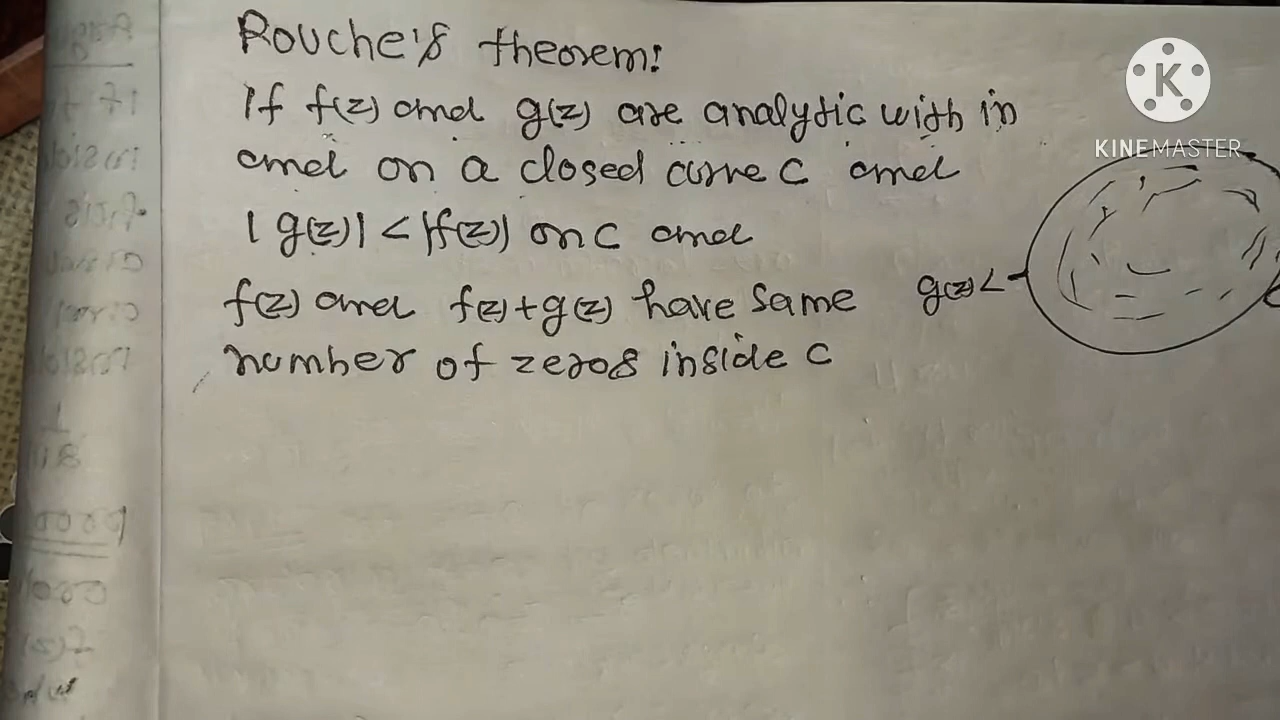 Rouche's theorem:
If f(z) and g(z) are analytic with in
and on a closed curve C and
|g(z)| < |f(z)| on C and
f(z) and f(z)+g(z) have same
number of zeros inside C
g(z) <
K
KINEMASTER